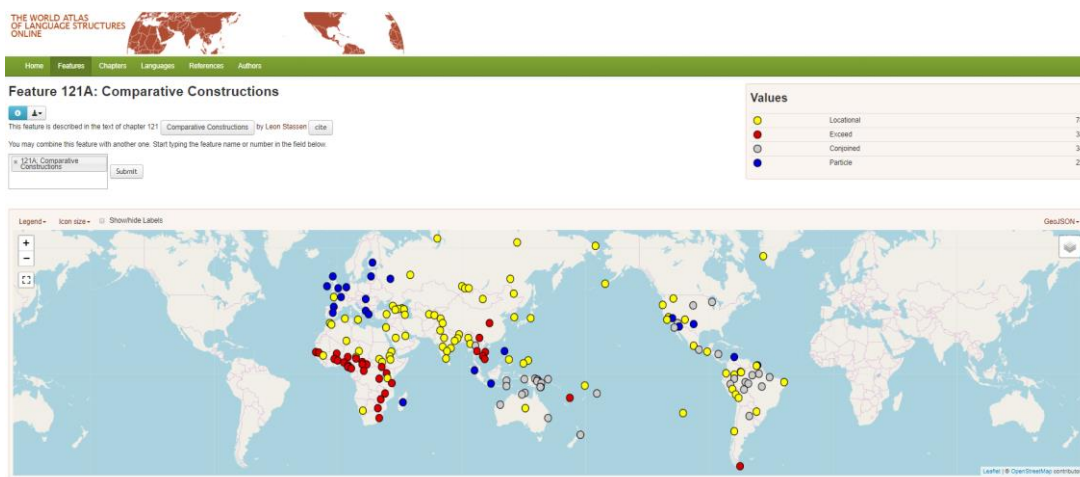 THE WORLD ATLAS
OF LANGUAGE STRUCTURES
ONLINE
Home Features Chapters Languages References Authors
Feature 121A: Comparative Constructions
This feature is described in the text of chapter 121 Comparative Constructions by Leon Stassen cite
You may combine this feature with another one. Start typing the feature name or number in the field below.
121A: Comparative
Constructions
Submit
Values
Locational
Exceed
Conjoined
Particle
Legend Icon size Show/hide Labels
GeoJSON
+
−
Leaflet | © OpenStreetMap